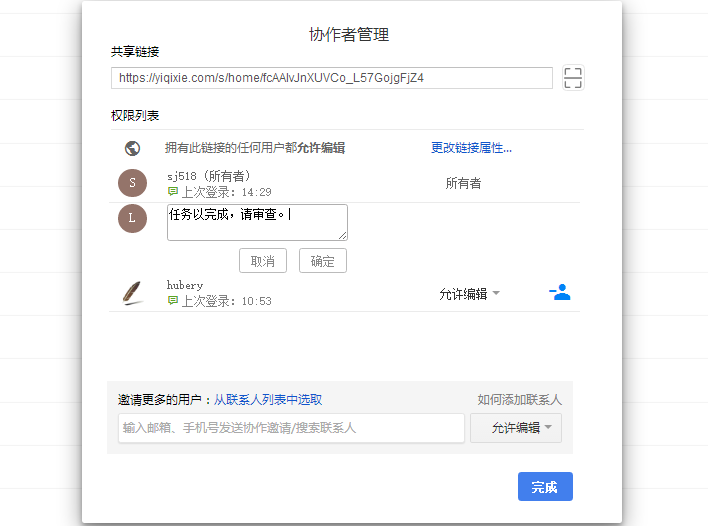 协作者管理
共享链接
https://yiqixie.com/s/home/fcAAlvJnXUVCo_L57GojgFjZ4
权限列表
拥有此链接的任何用户都允许编辑 更改链接属性...
S sj518（所有者） 所有者
上次登录：14:29
L 任务以完成，请审查。
取消 确定
hubery 允许编辑
上次登录：10:53
邀请更多的用户：从联系人列表中选取 如何添加联系人
输入邮箱、手机号发送协作邀请/搜索联系人 允许编辑
完成